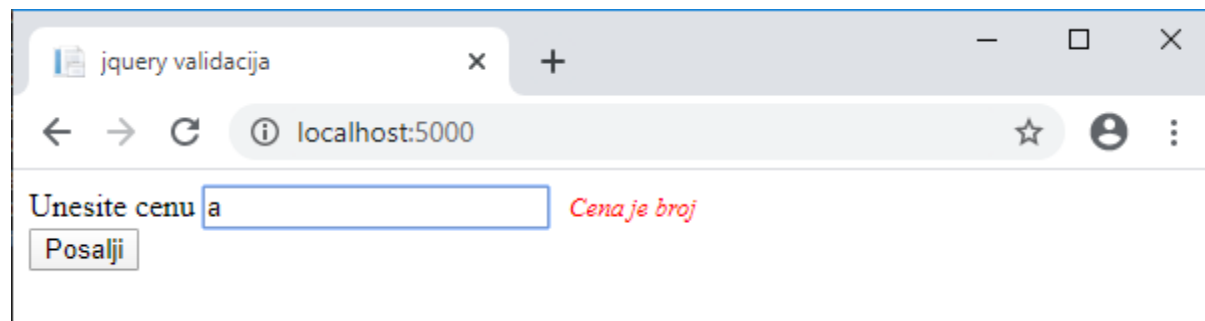 jquery validacija
localhost:5000
Unesite cenu a Cena je broj
Posalji